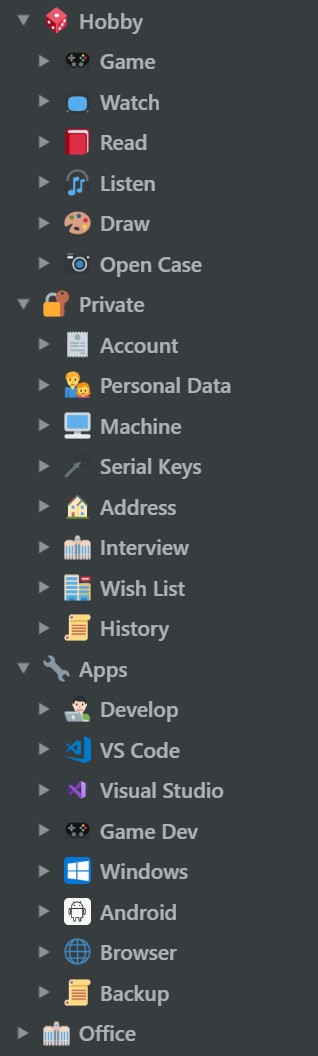 Hobby
Game
Watch
Read
Listen
Draw
Open Case
Private
Account
Personal Data
Machine
Serial Keys
Address
Interview
Wish List
History
Apps
Develop
VS Code
Visual Studio
Game Dev
Windows
Android
Browser
Backup
Office